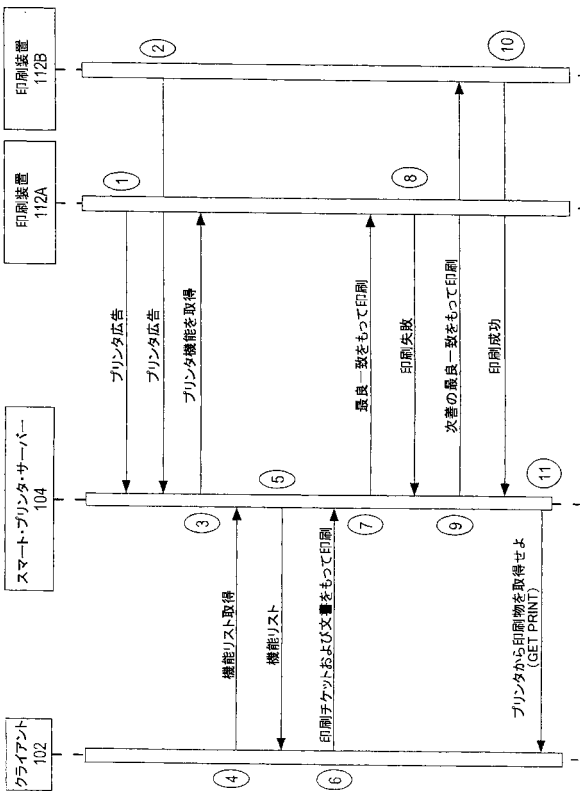 クライアント
102
スマート・プリンタ・サーバー
104
印刷装置
112A
印刷装置
112B
1
プリンタ広告
2
プリンタ広告
3
プリンタ機能を取得
4
機能リスト取得
5
機能リスト
6
印刷チケットおよび文書をもって印刷
7
最良一致をもって印刷
8
印刷失敗
9
次善の最良一致をもって印刷
10
印刷成功
11
プリンタから印刷物を取得せよ
(GET PRINT)